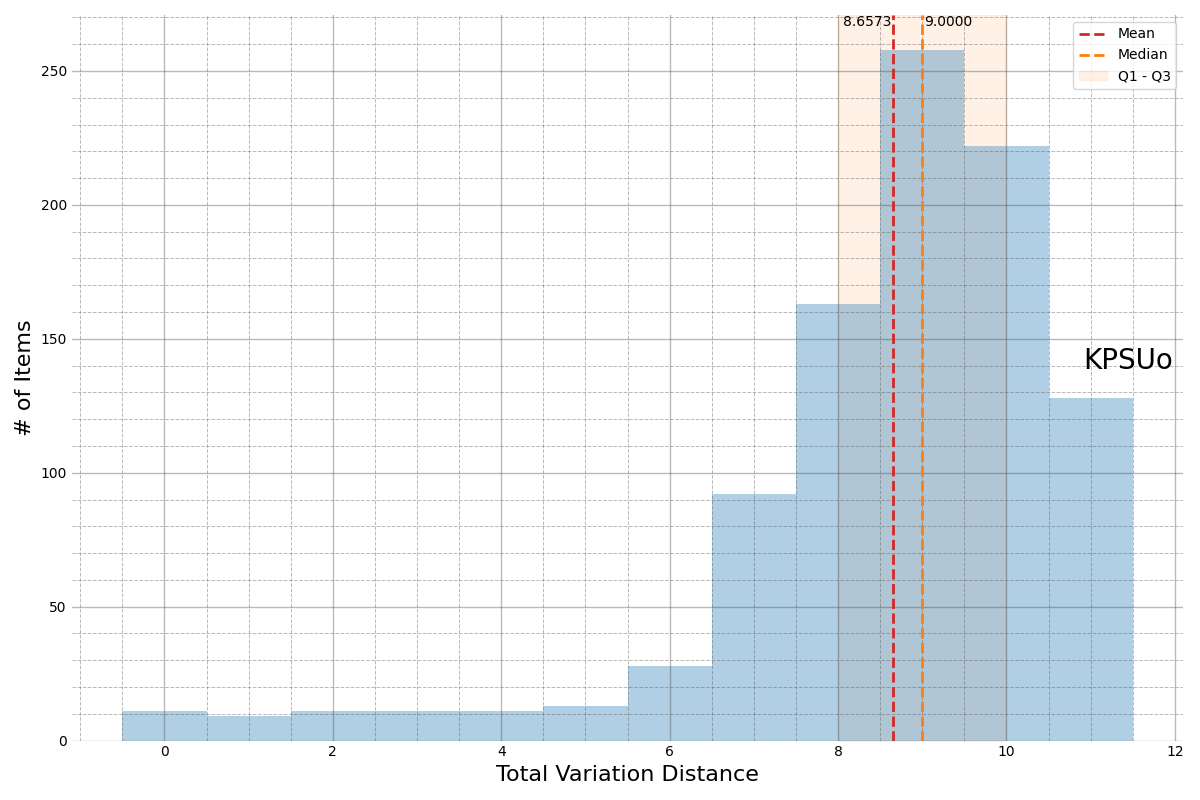 8.6573 9.0000
Mean
Median
Q1 - Q3
250
200
150
100
50
0
# of Items
KPSUo
0 2 4 6 8 10 12
Total Variation Distance